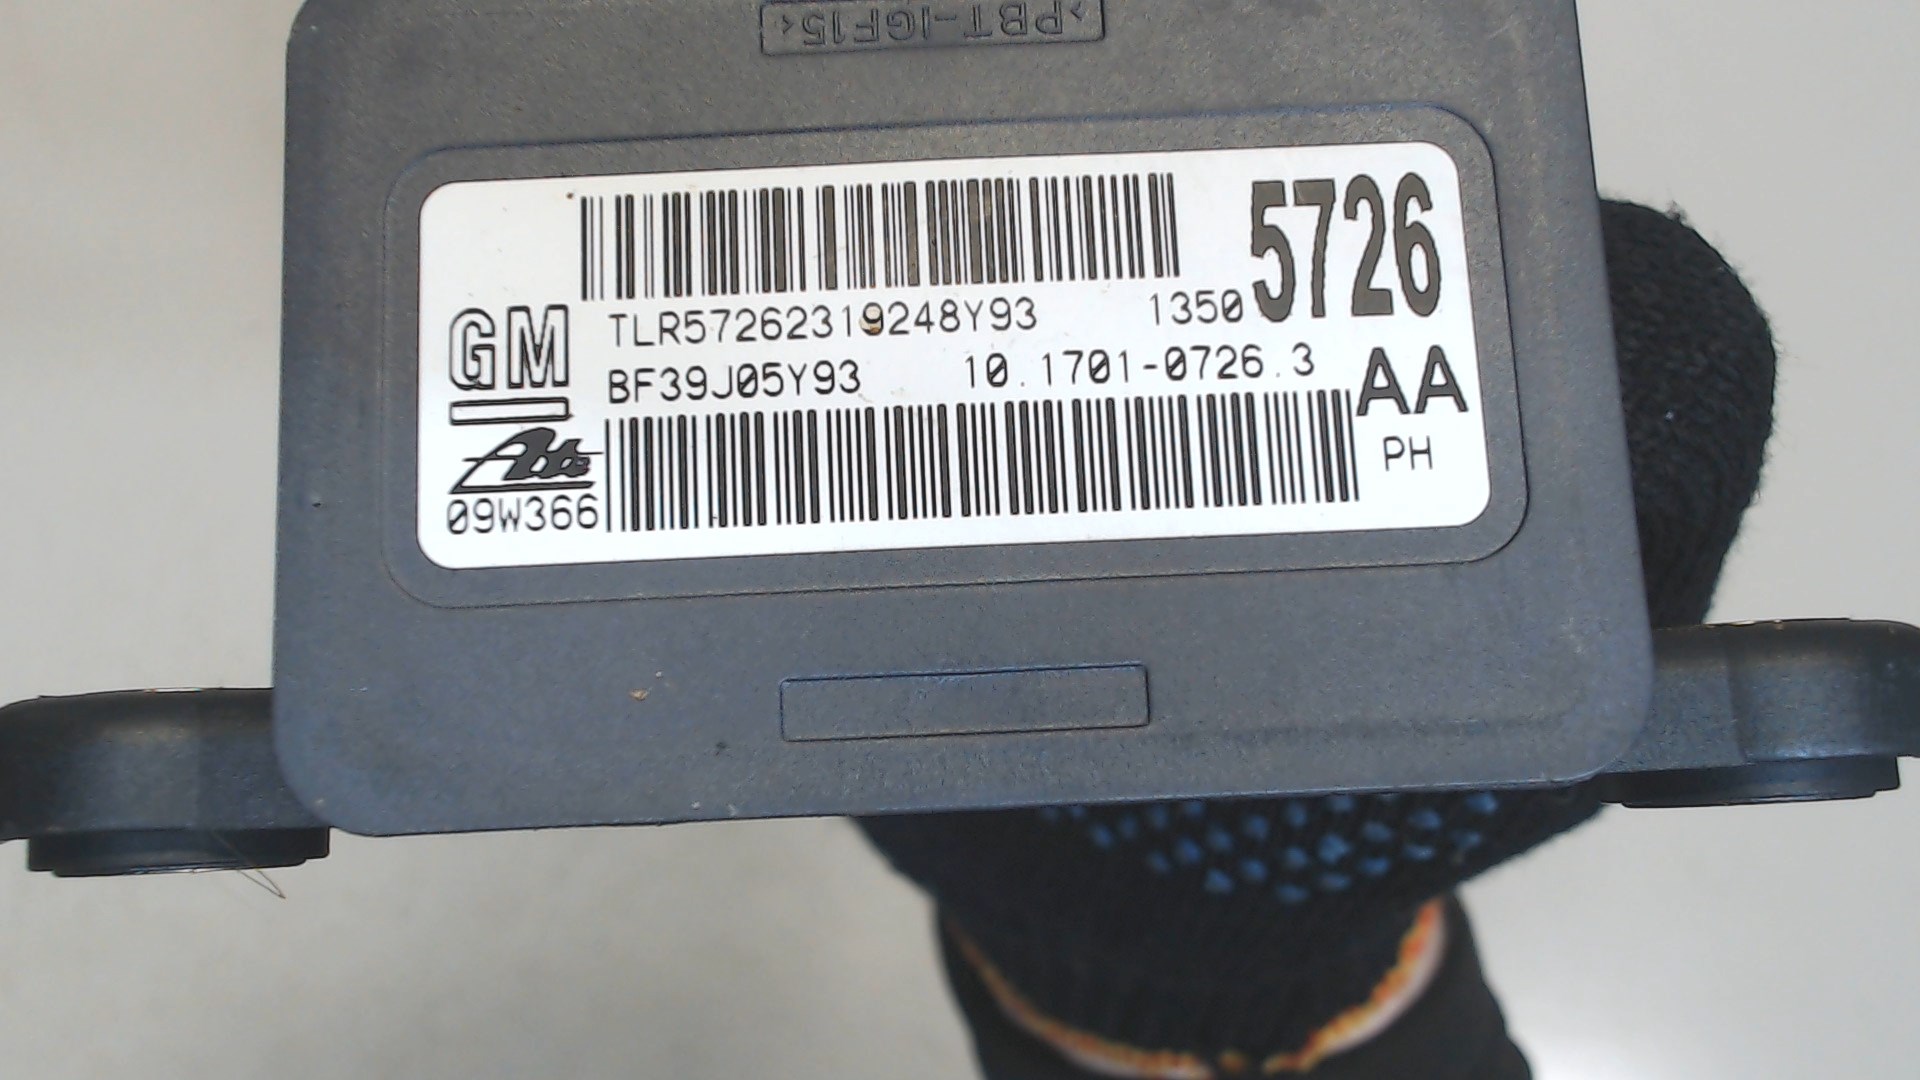 >PBT-IGF15<
5726
TLR57262319248Y93 1350
GM
BF39J05Y93 10.1701-0726.3
AA
Ate
PH
09W366